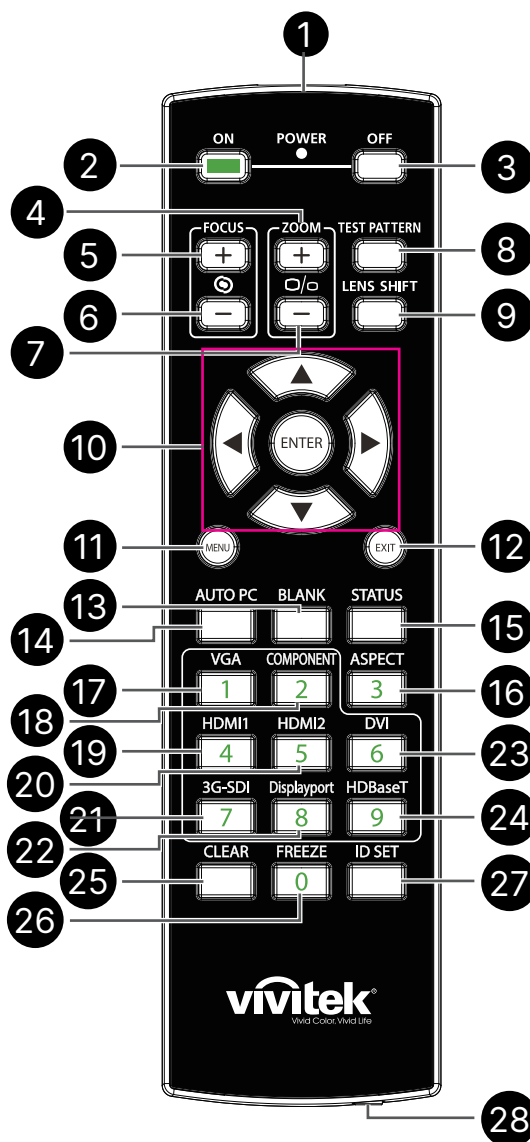 1
ON POWER OFF
2 3
4
FOCUS ZOOM TEST PATTERN
5 + + 8
LENS SHIFT
6 − − 9
7
10 ENTER
11 MENU EXIT 12
13
AUTO PC BLANK STATUS
14 15
VGA COMPONENT ASPECT
17 1 2 3 16
18
HDMI1 HDMI2 DVI
19 4 5 6 23
20
3G-SDI Displayport HDBaseT
21 7 8 9 24
22
CLEAR FREEZE ID SET
25 0 27
26
vivitek®
Vivid Color, Vivid Life
28